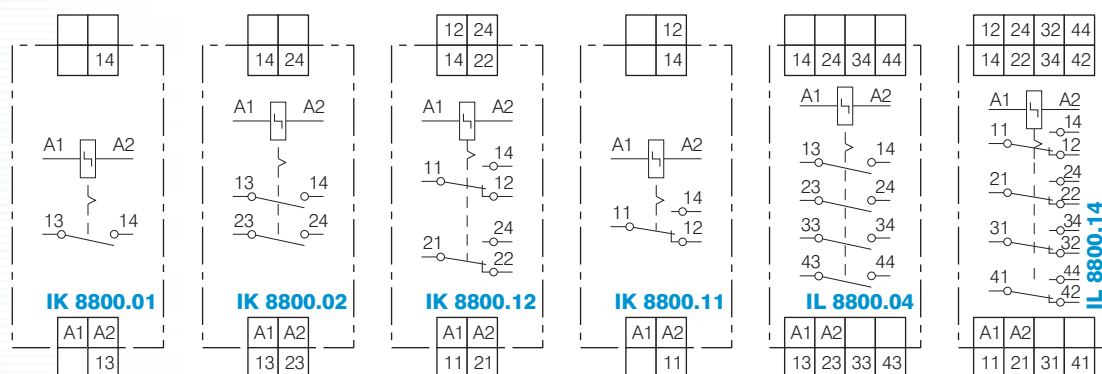 14
A1 A2
13 14
IK 8800.01
A1 A2
13
14 24
A1 A2
13 14
23 24
IK 8800.02
A1 A2
13 23
12 24
14 22
A1 A2
14
11 12
24
21 22
IK 8800.12
A1 A2
11 21
12
14
A1 A2
14
11 12
IK 8800.11
A1 A2
11
14 24 34 44
A1 A2
13 14
23 24
33 34
43 44
IL 8800.04
A1 A2
13 23 33 43
12 24 32 44
14 22 34 42
A1 A2
14
11 12
24
21 22
34
31 32
44
41 42
IL 8800.14
A1 A2
11 21 31 41